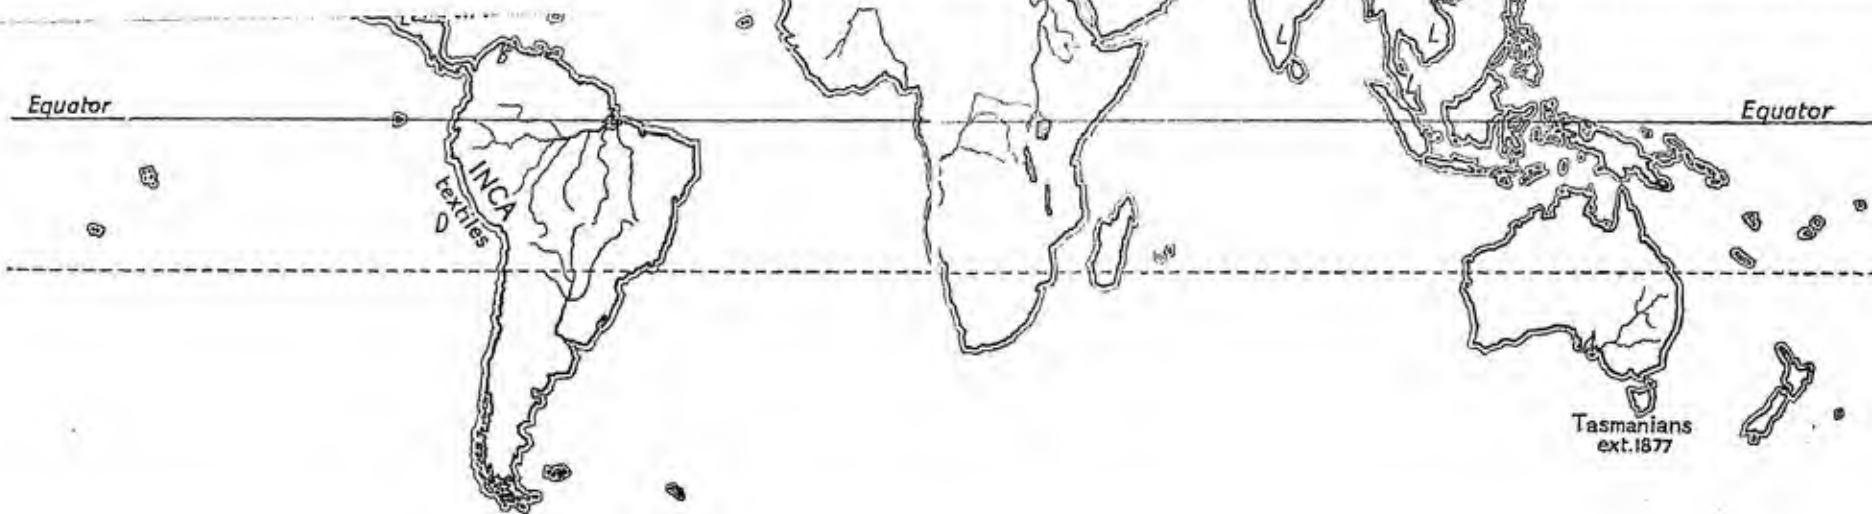 L
L
L
Equator
Equator
INCA
textiles
D
Tasmanians
ext.1877